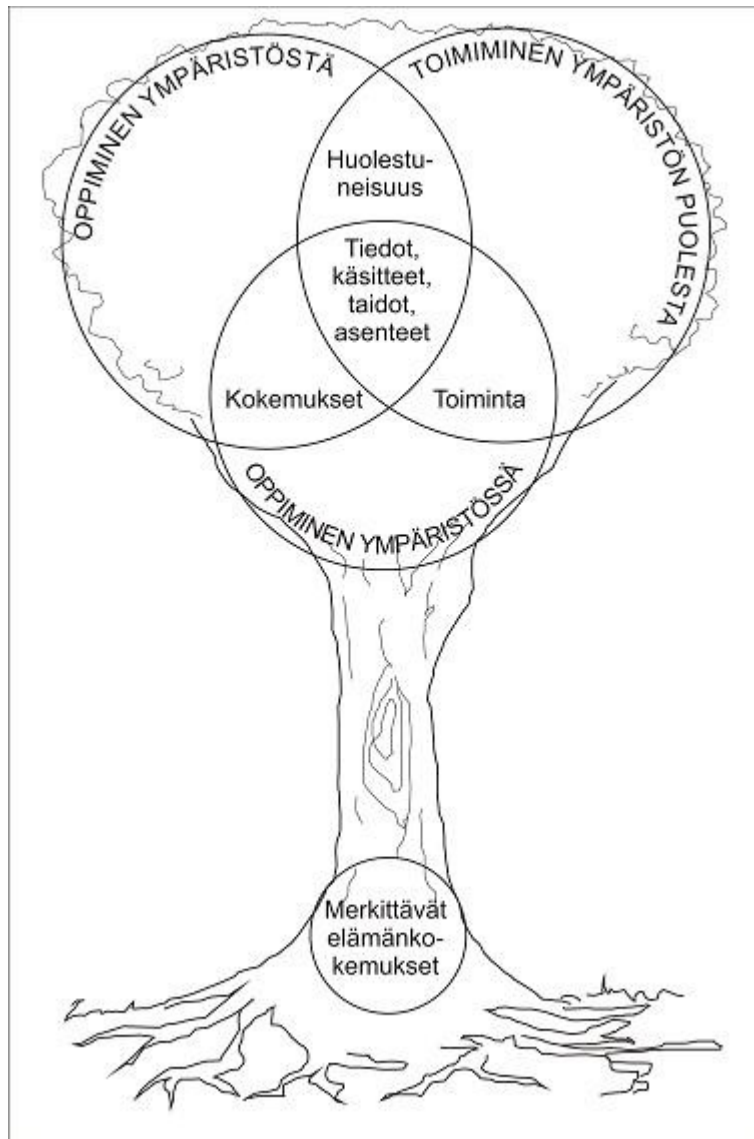 OPPIMINEN YMPÄRISTÖSTÄ
TOIMIMINEN YMPÄRISTÖN PUOLESTA
Huolestu-
neisuus
Tiedot,
käsitteet,
taidot,
asenteet
Kokemukset
Toiminta
OPPIMINEN YMPÄRISTÖSSÄ
Merkittävät
elämänko-
kemukset